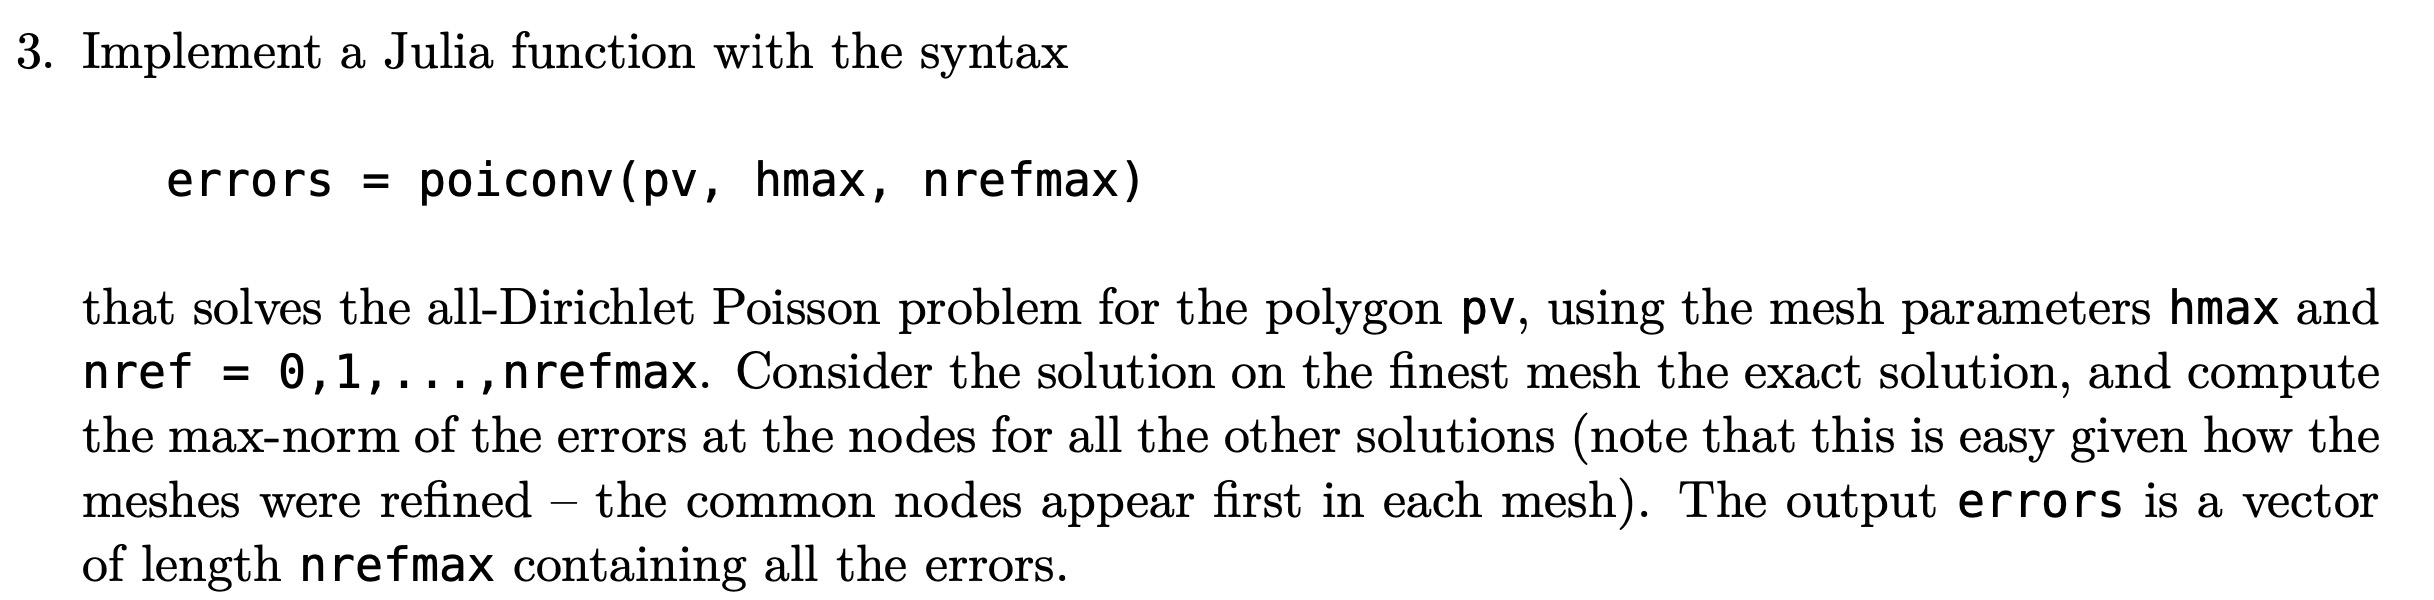 3. Implement a Julia function with the syntax
errors = poiconv(pv, hmax, nrefmax)
that solves the all-Dirichlet Poisson problem for the polygon pv, using the mesh parameters hmax and
nref = 0,1,...,nrefmax. Consider the solution on the finest mesh the exact solution, and compute
the max-norm of the errors at the nodes for all the other solutions (note that this is easy given how the
meshes were refined – the common nodes appear first in each mesh). The output errors is a vector
of length nrefmax containing all the errors.